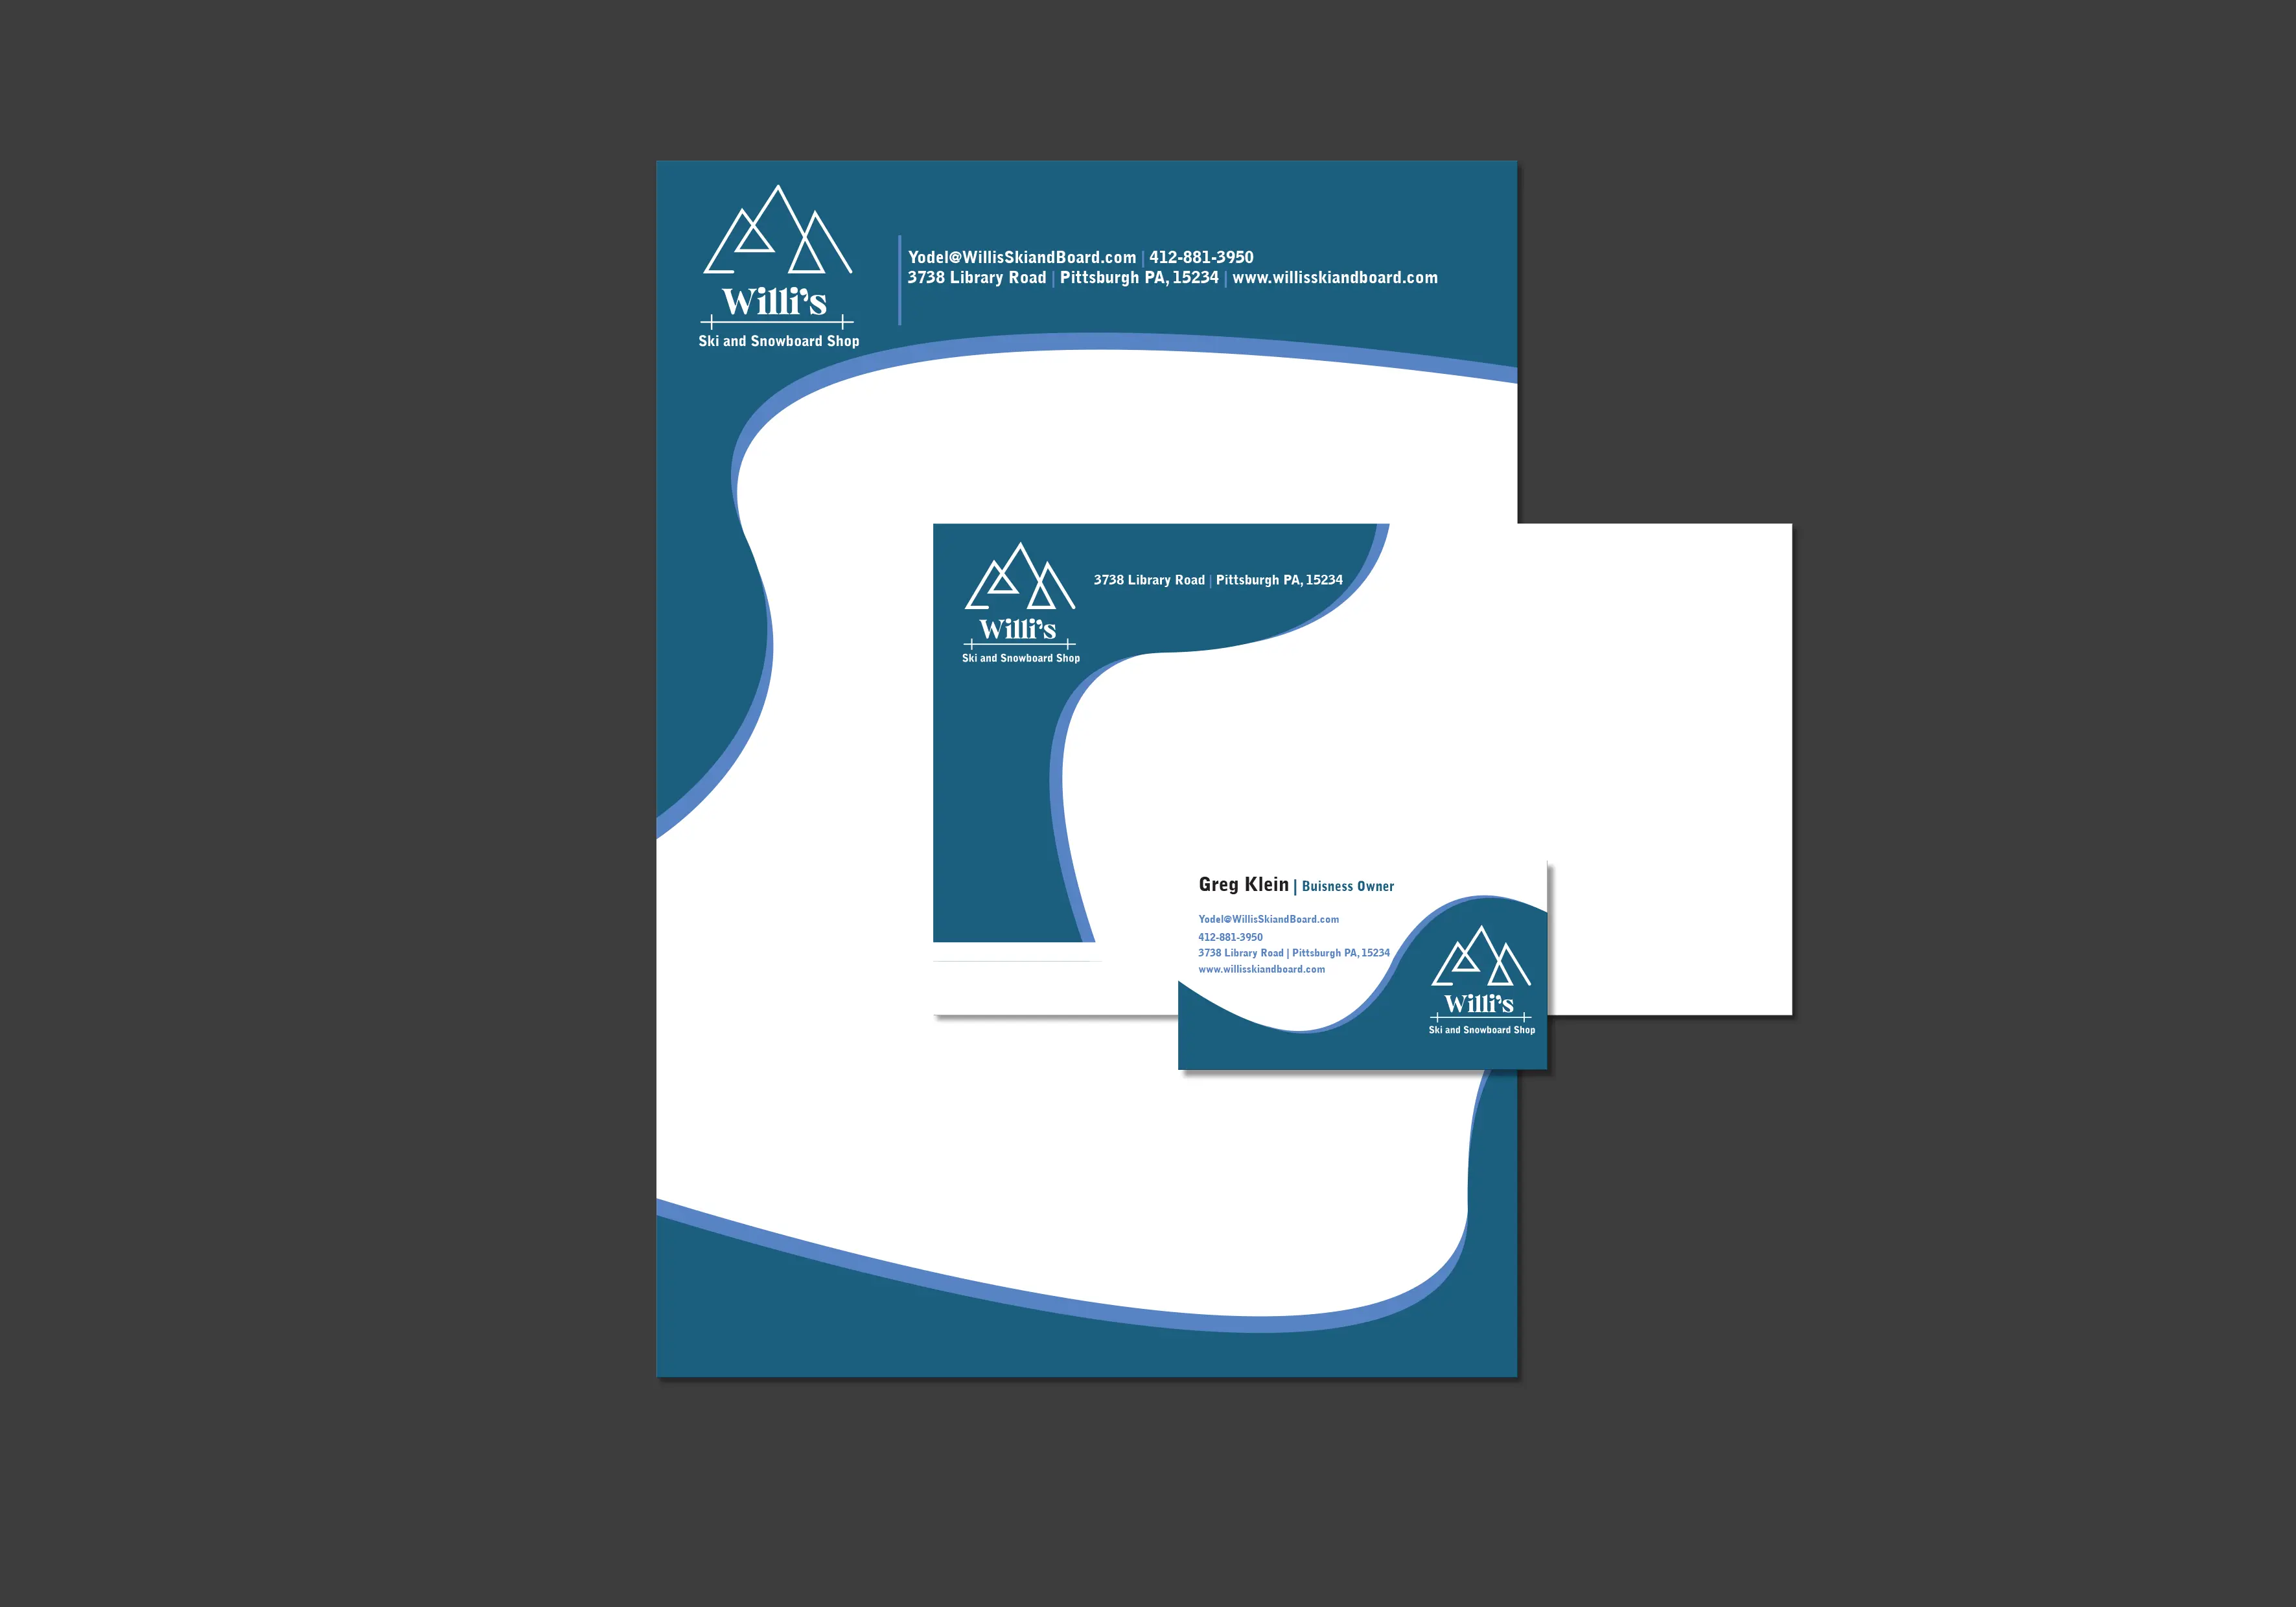 Willi's
Ski and Snowboard Shop
Yodel@WillisSkiandBoard.com | 412-881-3950
3738 Library Road | Pittsburgh PA, 15234 | www.willisskiandboard.com
Willi's
Ski and Snowboard Shop
3738 Library Road | Pittsburgh PA, 15234
Greg Klein | Buisness Owner
Yodel@WillisSkiandBoard.com
412-881-3950
3738 Library Road | Pittsburgh PA, 15234
www.willisskiandboard.com
Willi's
Ski and Snowboard Shop